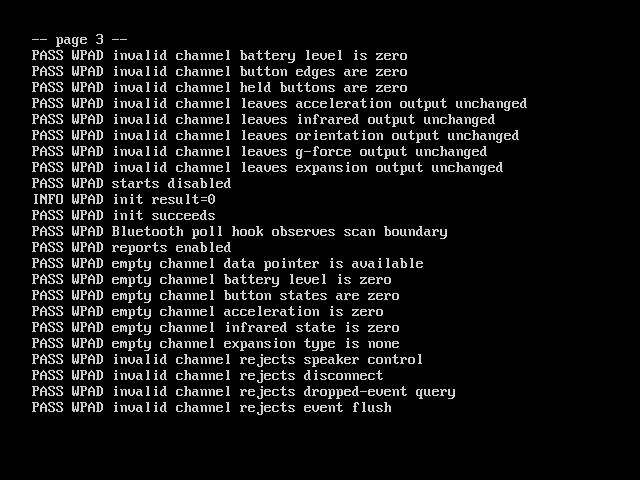 -- page 3 --
PASS WPAD invalid channel battery level is zero
PASS WPAD invalid channel button edges are zero
PASS WPAD invalid channel held buttons are zero
PASS WPAD invalid channel leaves acceleration output unchanged
PASS WPAD invalid channel leaves infrared output unchanged
PASS WPAD invalid channel leaves orientation output unchanged
PASS WPAD invalid channel leaves g-force output unchanged
PASS WPAD invalid channel leaves expansion output unchanged
PASS WPAD starts disabled
INFO WPAD init result=0
PASS WPAD init succeeds
PASS WPAD Bluetooth poll hook observes scan boundary
PASS WPAD reports enabled
PASS WPAD empty channel data pointer is available
PASS WPAD empty channel battery level is zero
PASS WPAD empty channel button states are zero
PASS WPAD empty channel acceleration is zero
PASS WPAD empty channel infrared state is zero
PASS WPAD empty channel expansion type is none
PASS WPAD invalid channel rejects speaker control
PASS WPAD invalid channel rejects disconnect
PASS WPAD invalid channel rejects dropped-event query
PASS WPAD invalid channel rejects event flush